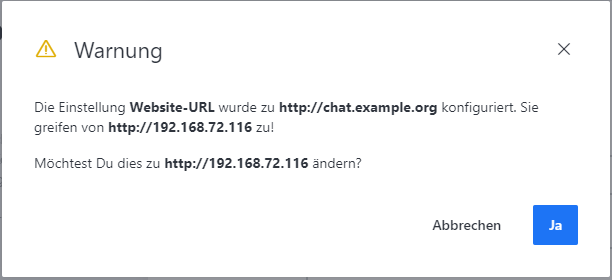 Warnung
Die Einstellung Website-URL wurde zu http://chat.example.org konfiguriert. Sie
greifen von http://192.168.72.116 zu!
Möchtest Du dies zu http://192.168.72.116 ändern?
Abbrechen
Ja